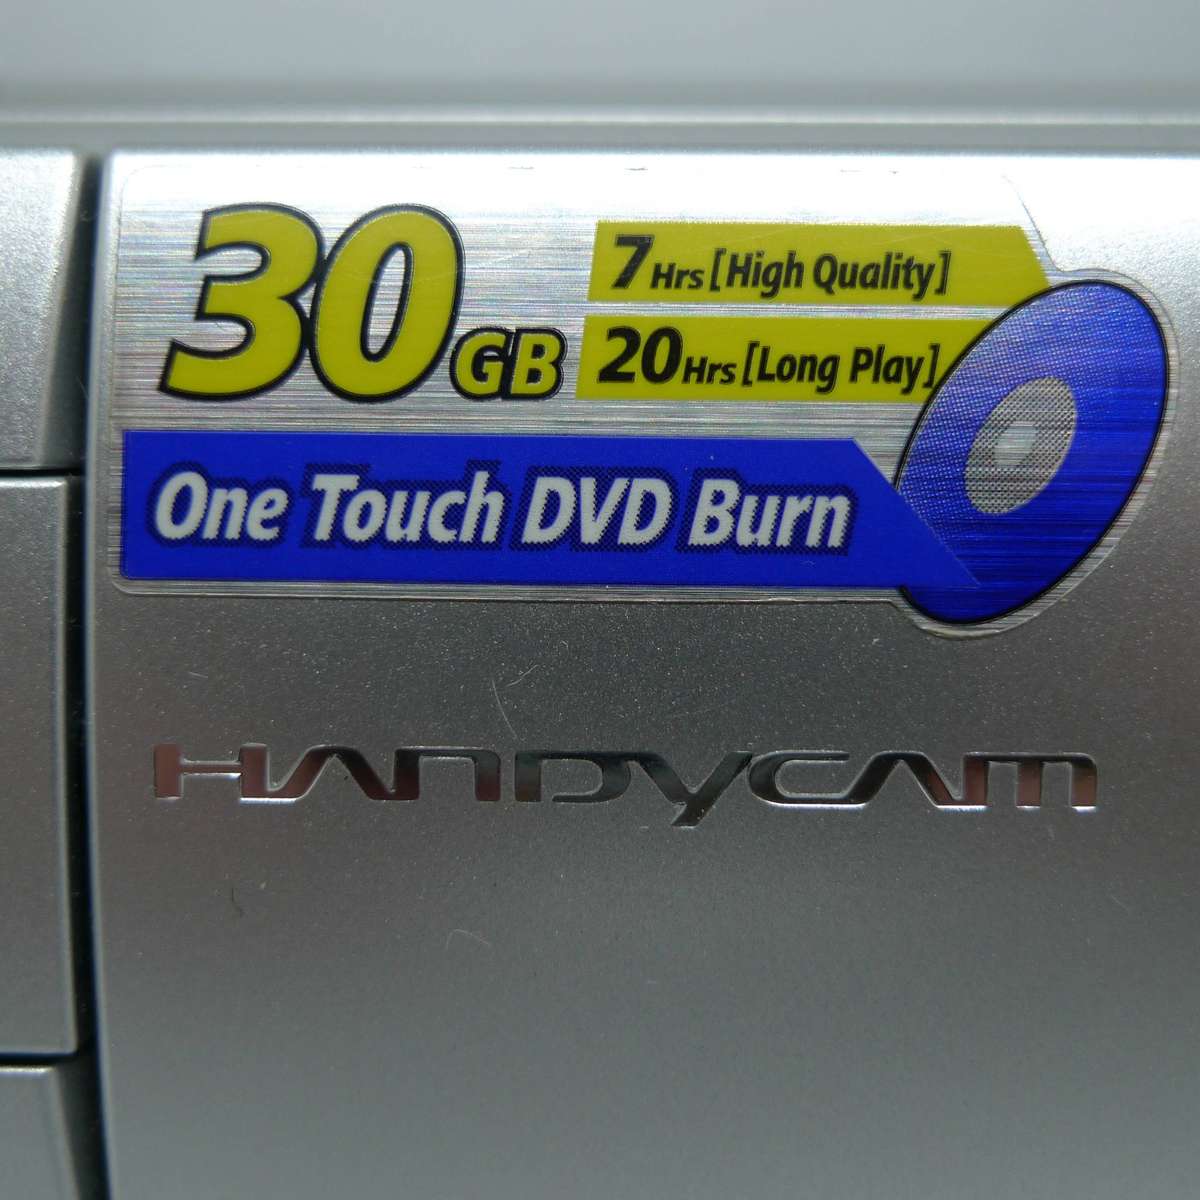 30GB
7Hrs [High Quality]
20Hrs [Long Play]
One Touch DVD Burn
HANDYCAM